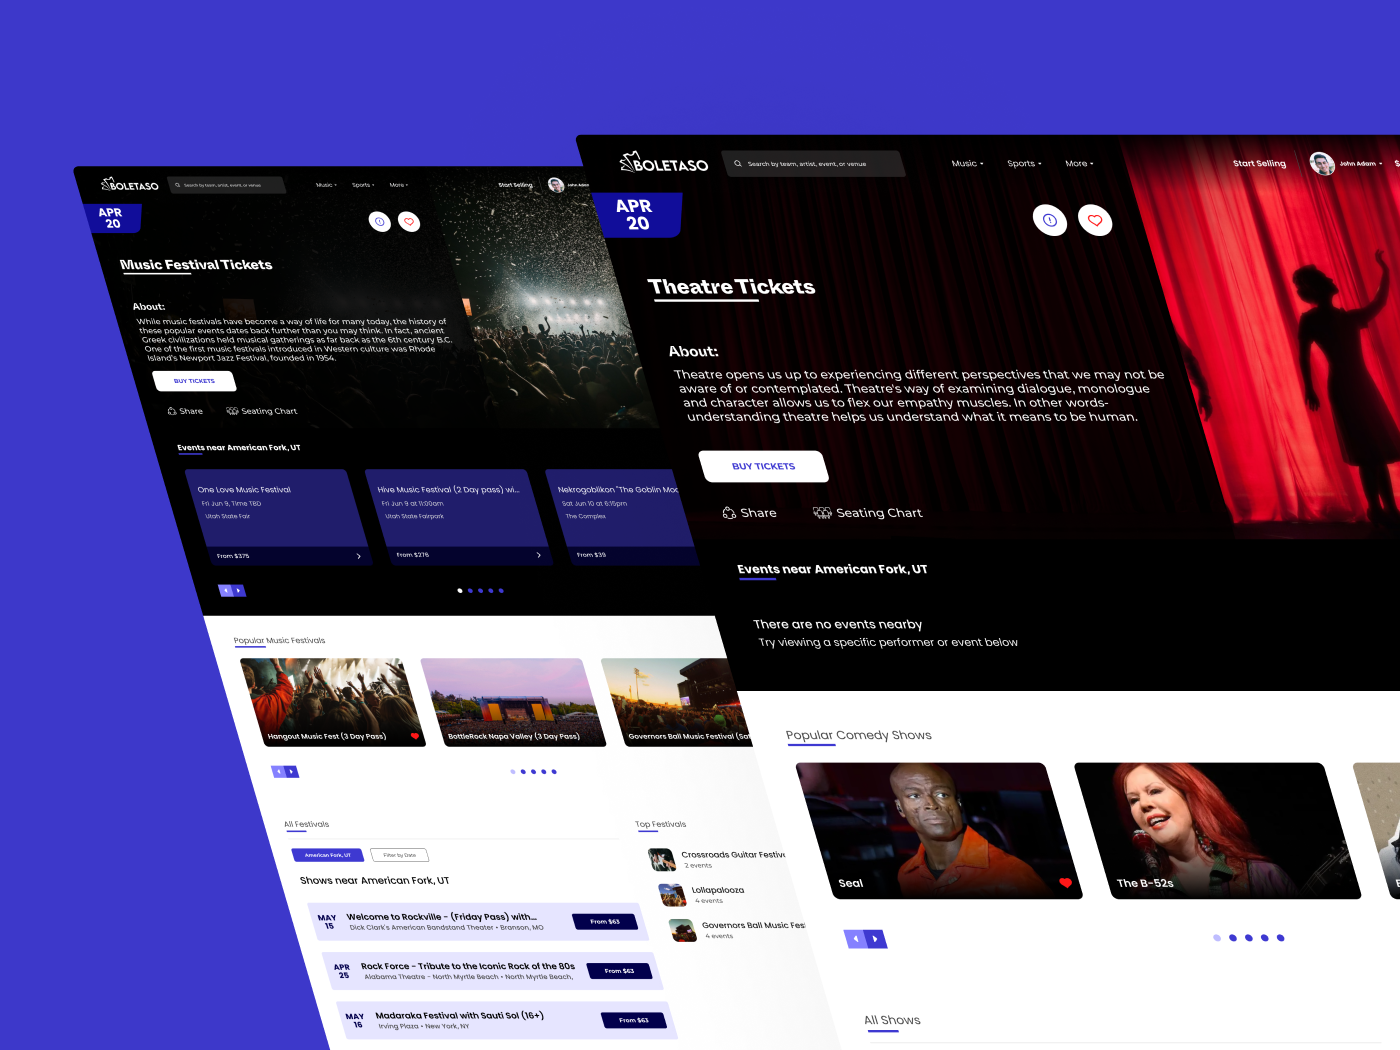 BOLETASO
Search by team, artist, event, or venue
Music
Sports
More
Start Selling
John Adam
APR
20
Music Festival Tickets
About:
While music festivals have become a way of life for many today, the history of
these popular events dates back further than you may think. In fact, ancient
Greek civilizations held musical gatherings as far back as the 6th century B.C.
One of the first music festivals introduced in Western culture was Rhode
Island's Newport Jazz Festival, founded in 1954.
BUY TICKETS
Share
Seating Chart
Events near American Fork, UT
One Love Music Festival
Fri Jun 9, Time TBD
Utah State Fair
From $375
Hive Music Festival (2 Day pass) wi...
Fri Jun 9 at 11:00am
Utah State Fairpark
From $276
Nekrogoblikon "The Goblin Moc
Sat Jun 10 at 6:15pm
The Complex
From $39
Popular Music Festivals
Hangout Music Fest (3 Day Pass)
BottleRock Napa Valley (3 Day Pass)
Governors Ball Music Festival (Sat
All Festivals
American Fork, UT
Filter by Date
Shows near American Fork, UT
MAY
15
Welcome to Rockville - (Friday Pass) with...
Dick Clark's American Bandstand Theater • Branson, MO
From $63
APR
25
Rock Force - Tribute to the Iconic Rock of the 80s
Alabama Theatre - North Myrtle Beach • North Myrtle Beach,
From $63
MAY
16
Madaraka Festival with Sauti Sol (16+)
Irving Plaza • New York, NY
From $63
Top Festivals
Crossroads Guitar Festiva
2 events
Lollapalooza
4 events
Governors Ball Music Fes
4 events
BOLETASO
Search by team, artist, event, or venue
Music
Sports
More
Start Selling
John Adam
$
APR
20
Theatre Tickets
About:
Theatre opens us up to experiencing different perspectives that we may not be
aware of or contemplated. Theatre's way of examining dialogue, monologue
and character allows us to flex our empathy muscles. In other words-
understanding theatre helps us understand what it means to be human.
BUY TICKETS
Share
Seating Chart
Events near American Fork, UT
There are no events nearby
Try viewing a specific performer or event below
Popular Comedy Shows
Seal
The B-52s
All Shows